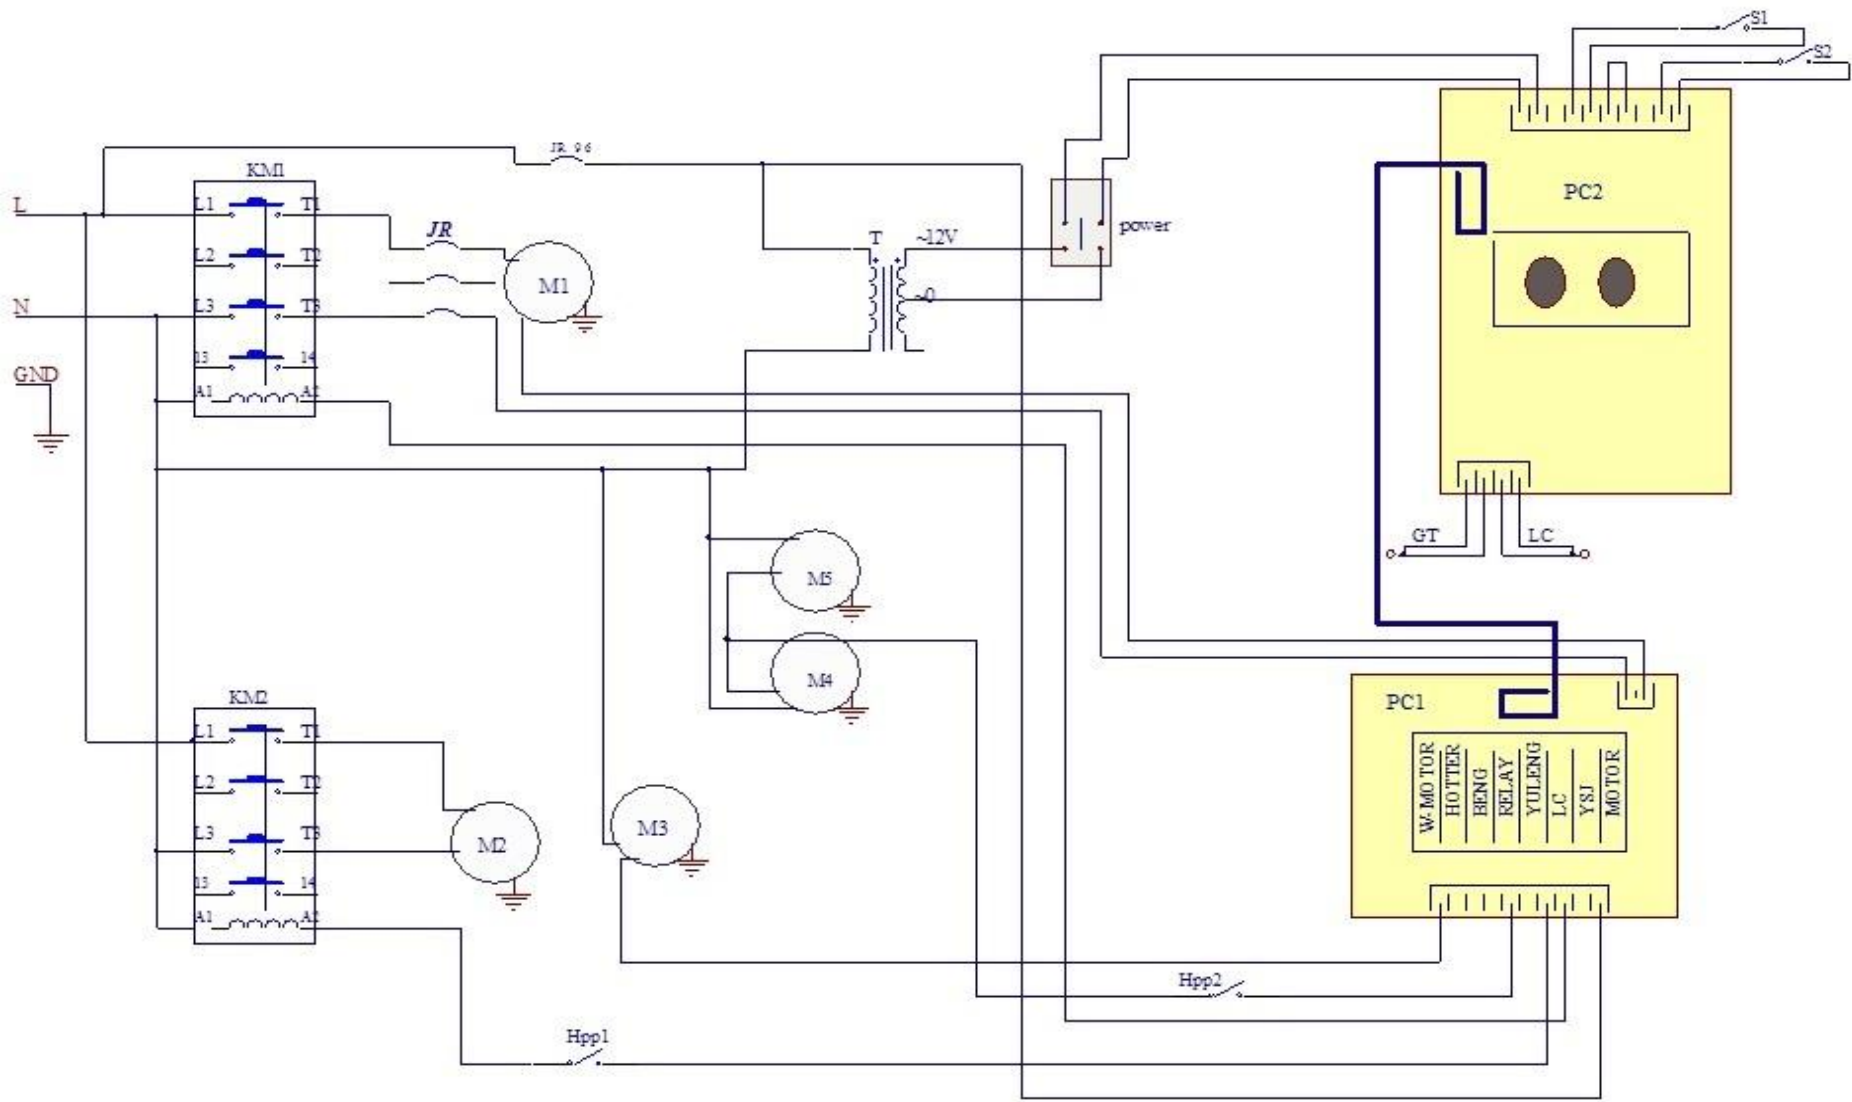 S1
S2
JR 96
KM1
L
L1 T1
JR
L2 T2
N
L3 T3
13 14
GND
A1 A2
M1
T
~12V
~0
power
PC2
GT
LC
M5
M4
KM2
L1 T1
L2 T2
L3 T3
13 14
A1 A2
M2
M3
PC1
W-MOTOR
HOTTER
BENG
RELAY
YULENG
LC
YSJ
MOTOR
Hpp2
Hpp1